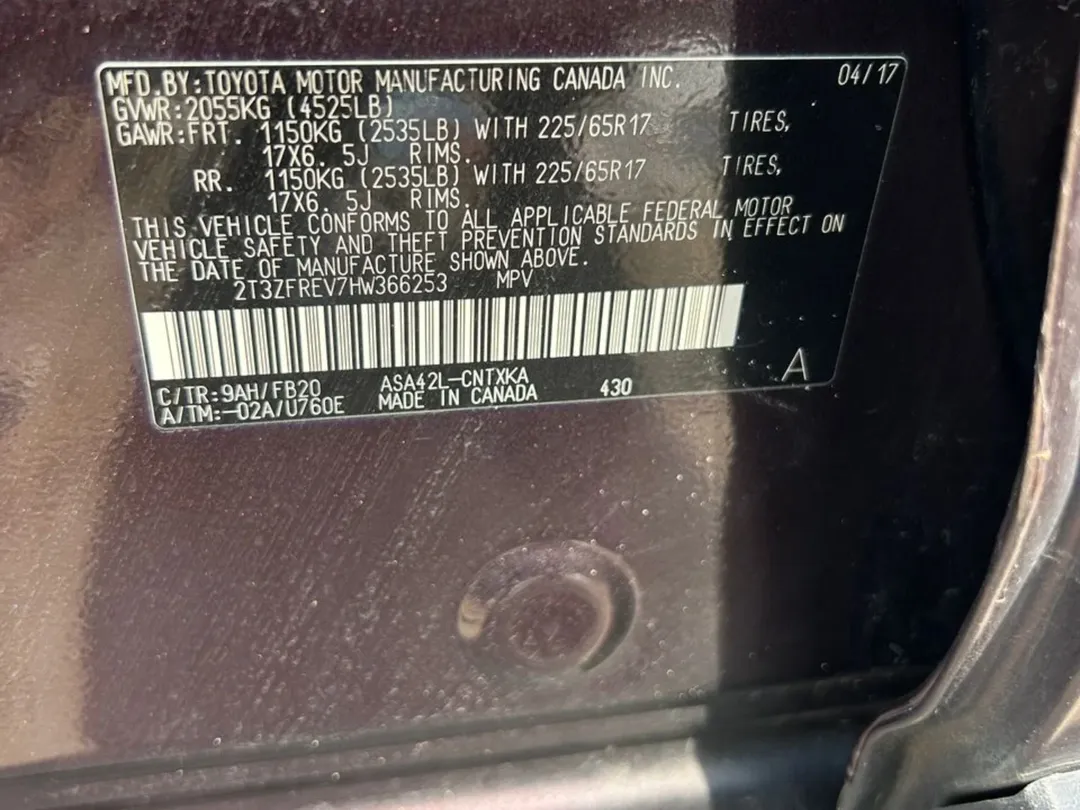 MFD.BY:TOYOTA MOTOR MANUFACTURING CANADA INC. 04/17
GVWR:2055KG (4525LB)
GAWR:FRT. 1150KG (2535LB) WITH 225/65R17 TIRES,
17X6. 5J RIMS.
RR. 1150KG (2535LB) WITH 225/65R17 TIRES,
17X6. 5J RIMS.
THIS VEHICLE CONFORMS TO ALL APPLICABLE FEDERAL MOTOR
VEHICLE SAFETY AND THEFT PREVENTION STANDARDS IN EFFECT ON
THE DATE OF MANUFACTURE SHOWN ABOVE.
2T3ZFREV7HW366253 MPV
C/TR:9AH/FB20 ASA42L-CNTXKA 430 A
A/TM:-02A/U760E MADE IN CANADA